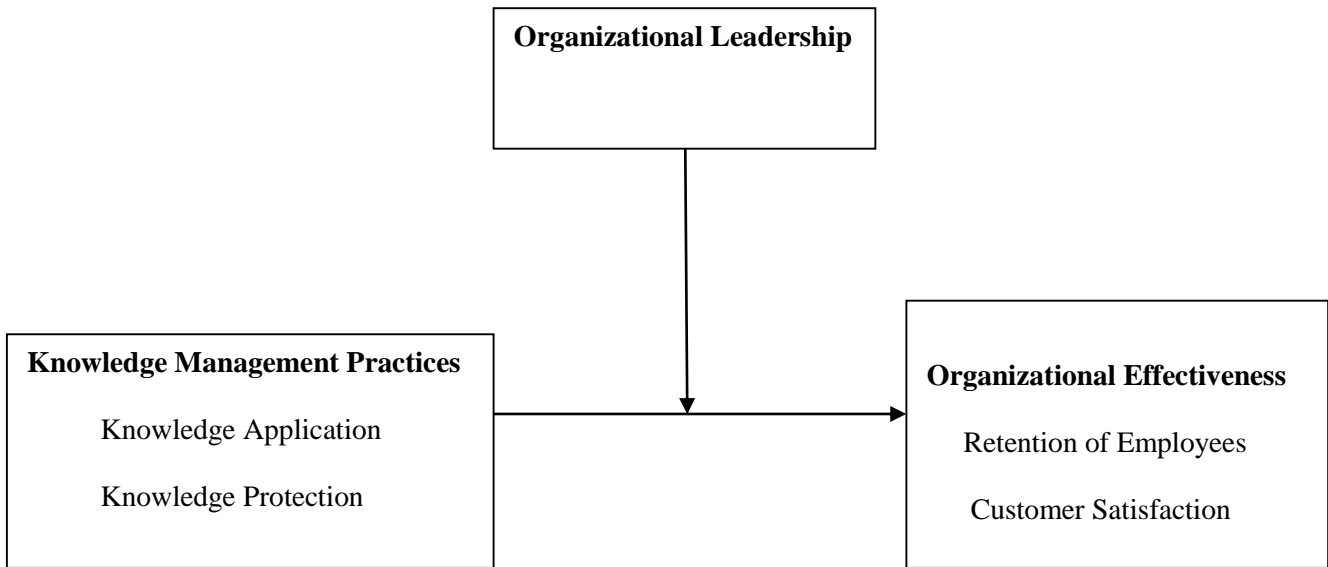 Organizational Leadership
Knowledge Management Practices
Knowledge Application
Knowledge Protection
Organizational Effectiveness
Retention of Employees
Customer Satisfaction